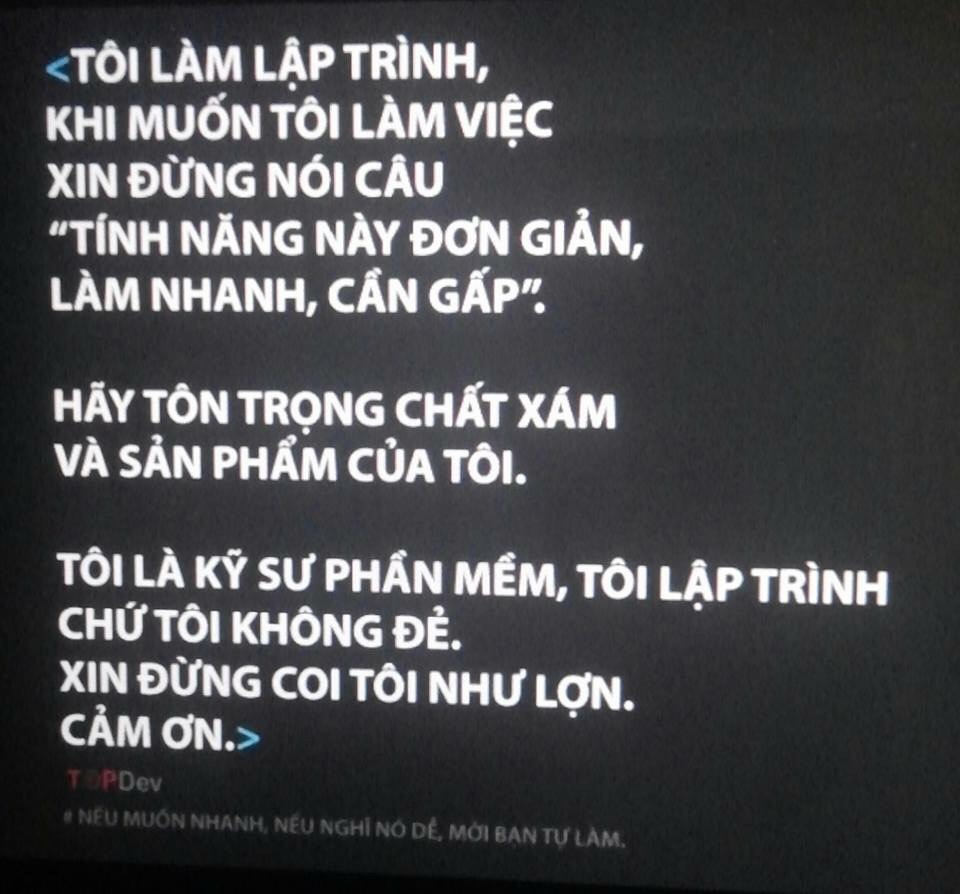 <TÔI LÀM LẬP TRÌNH,
KHI MUỐN TÔI LÀM VIỆC
XIN ĐỪNG NÓI CÂU
“TÍNH NĂNG NÀY ĐƠN GIẢN,
LÀM NHANH, CẦN GẤP”.
HÃY TÔN TRỌNG CHẤT XÁM
VÀ SẢN PHẨM CỦA TÔI.
TÔI LÀ KỸ SƯ PHẦN MỀM, TÔI LẬP TRÌNH
CHỨ TÔI KHÔNG ĐẺ.
XIN ĐỪNG COI TÔI NHƯ LỢN.
CẢM ƠN.>
TOPDev
# NẾU MUỐN NHANH, NẾU NGHĨ NÓ DỄ, MỜI BẠN TỰ LÀM.